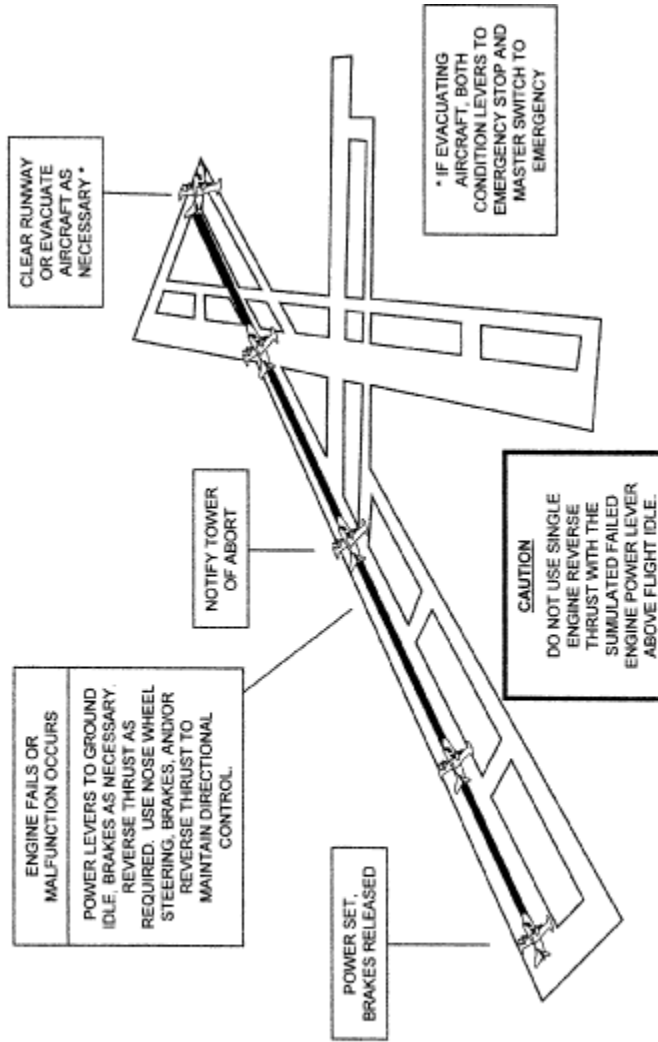 POWER SET,
BRAKES RELEASED
ENGINE FAILS OR
MALFUNCTION OCCURS
POWER LEVERS TO GROUND
IDLE, BRAKES AS NECESSARY.
REVERSE THRUST AS
REQUIRED. USE NOSE WHEEL
STEERING, BRAKES, AND/OR
REVERSE THRUST TO
MAINTAIN DIRECTIONAL
CONTROL.
NOTIFY TOWER
OF ABORT
CLEAR RUNWAY
OR EVACUATE
AIRCRAFT AS
NECESSARY *
CAUTION
DO NOT USE SINGLE
ENGINE REVERSE
THRUST WITH THE
SUMULATED FAILED
ENGINE POWER LEVER
ABOVE FLIGHT IDLE.
* IF EVACUATING
AIRCRAFT, BOTH
CONDITION LEVERS TO
EMERGENCY STOP AND
MASTER SWITCH TO
EMERGENCY